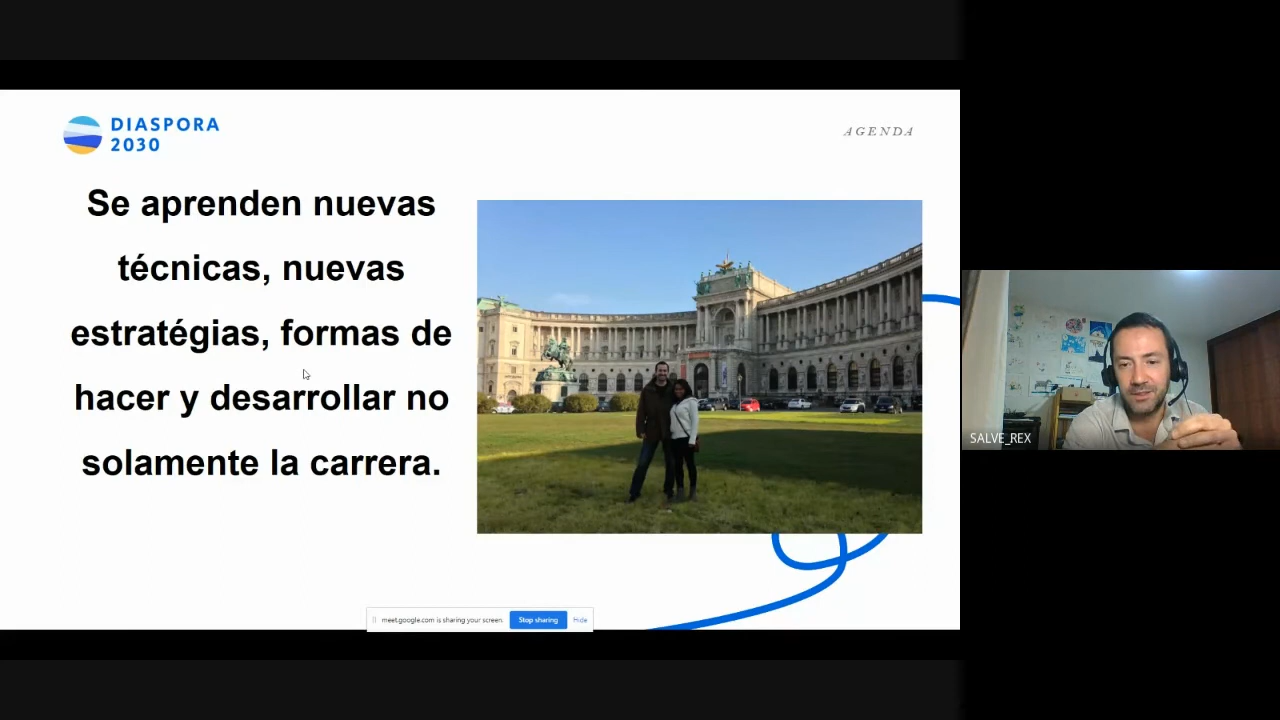 DIASPORA
2030
AGENDA
Se aprenden nuevas
técnicas, nuevas
estratégias, formas de
hacer y desarrollar no
solamente la carrera.
SALVE_REX
meet.google.com is sharing your screen.
Stop sharing
Hide